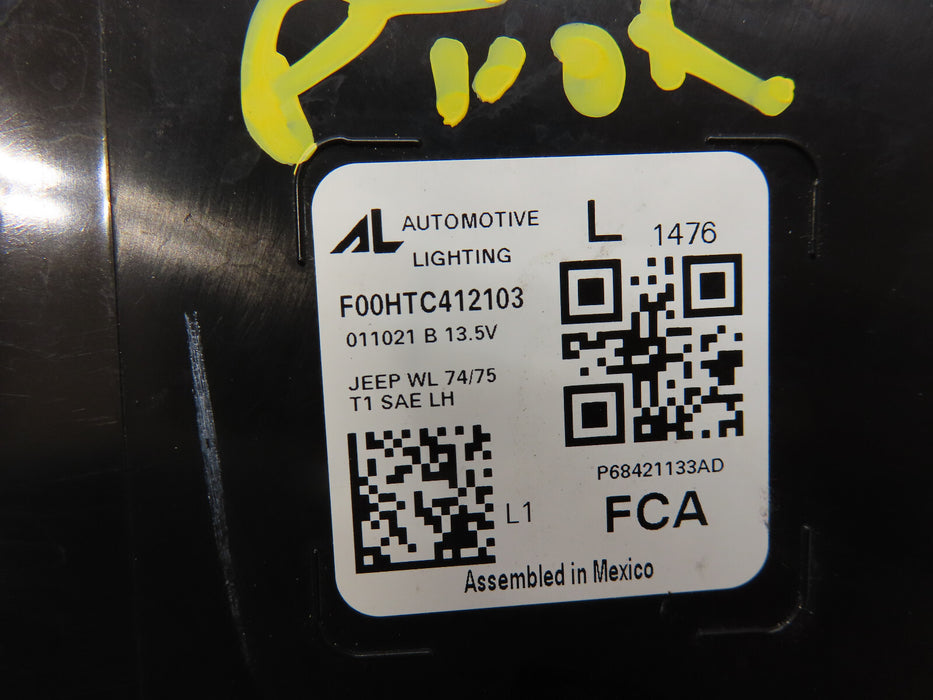 AL AUTOMOTIVE
LIGHTING
L 1476
F00HTC412103
011021 B 13.5V
JEEP WL 74/75
T1 SAE LH
L1
P68421133AD
FCA
Assembled in Mexico